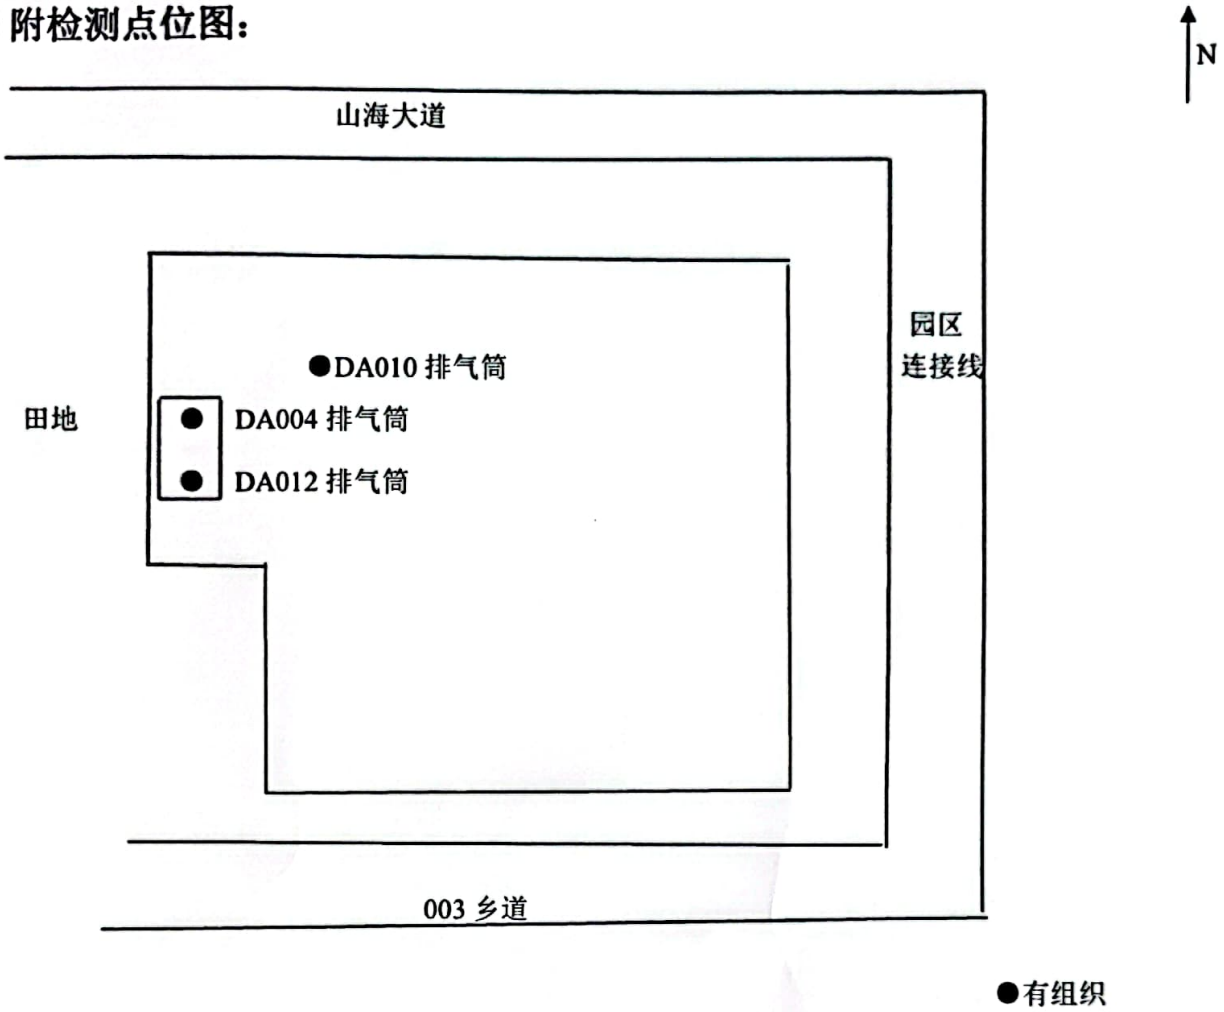 附检测点位图：
N
山海大道
园区
连接线
●DA010 排气筒
田地
DA004 排气筒
DA012 排气筒
003 乡道
●有组织